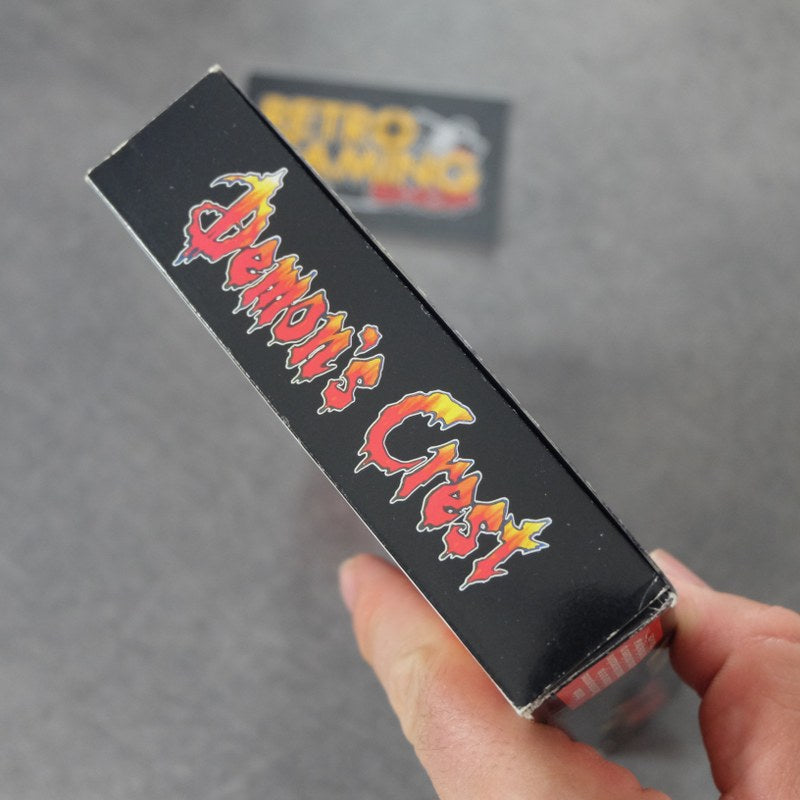 Demon's Crest
RETRO
GAMING